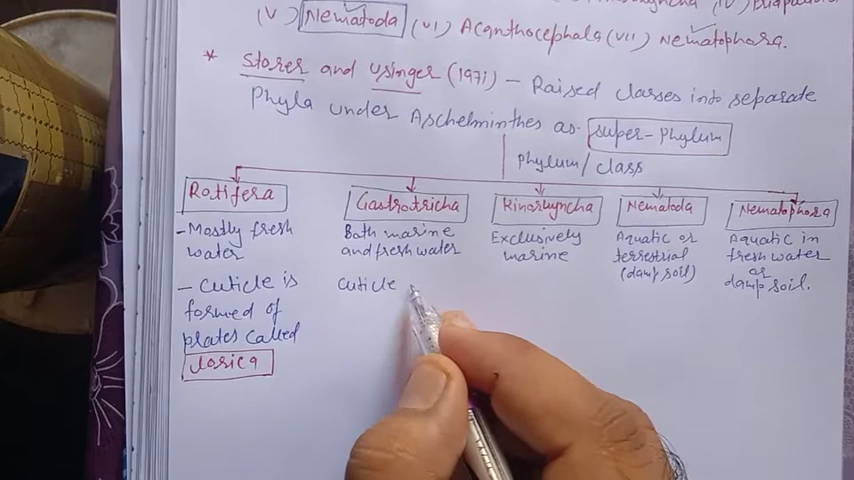 (IV) Priapulida
(V) Nematoda (VI) Acanthocephala (VII) Nematophora.
* Storer and Usinger (1971) – Raised classes into separate
Phyla under Aschelminthes as super-Phylum
Phylum/class
Rotifera
- Mostly fresh
water
- Cuticle is
formed of
plates called
lorica
Gastrotricha
Both marine
and fresh water
Cuticle
Kinorhyncha
Exclusively
marine
Nematoda
Aquatic or
terrestrial
(damp soil)
Nematophora
Aquatic in
fresh water
or
damp soil.